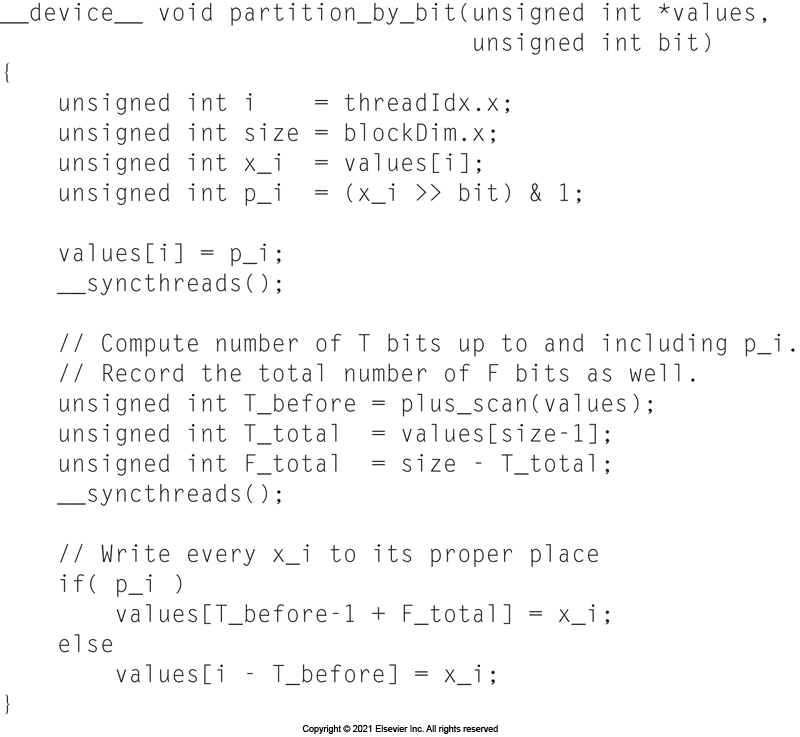 __device__ void partition_by_bit(unsigned int *values,
                                 unsigned int bit)
{
    unsigned int i    = threadIdx.x;
    unsigned int size = blockDim.x;
    unsigned int x_i  = values[i];
    unsigned int p_i  = (x_i >> bit) & 1;

    values[i] = p_i;
    __syncthreads();

    // Compute number of T bits up to and including p_i.
    // Record the total number of F bits as well.
    unsigned int T_before = plus_scan(values);
    unsigned int T_total  = values[size-1];
    unsigned int F_total  = size - T_total;
    __syncthreads();

    // Write every x_i to its proper place
    if( p_i )
        values[T_before-1 + F_total] = x_i;
    else
        values[i - T_before] = x_i;
}
Copyright © 2021 Elsevier Inc. All rights reserved